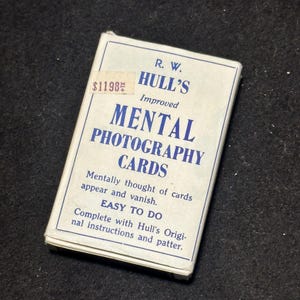 R. W.
HULL'S
$11982
Improved
MENTAL
PHOTOGRAPHY
CARDS
Mentally thought of cards
appear and vanish.
EASY TO DO
Complete with Hull's Origi-
nal instructions and patter.